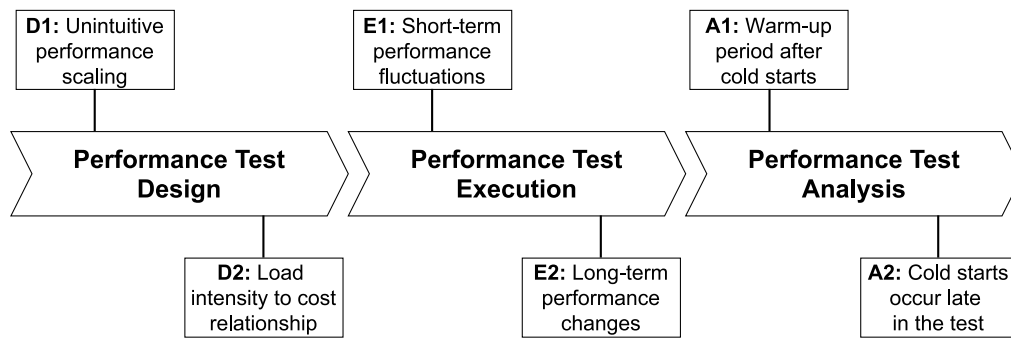 D1: Unintuitive
performance
scaling
E1: Short-term
performance
fluctuations
A1: Warm-up
period after
cold starts
Performance Test
Design
Performance Test
Execution
Performance Test
Analysis
D2: Load
intensity to cost
relationship
E2: Long-term
performance
changes
A2: Cold starts
occur late
in the test